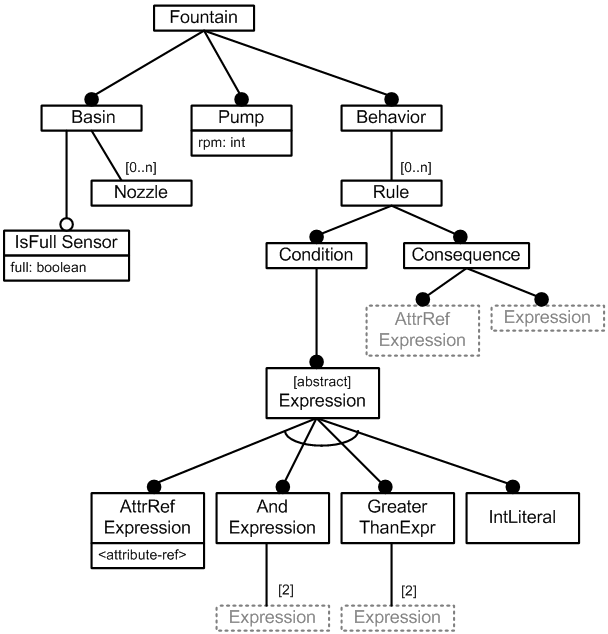 Fountain
Basin
Pump
rpm: int
Behavior
[0..n]
Nozzle
[0..n]
Rule
IsFull Sensor
full: boolean
Condition
Consequence
AttrRef
Expression
Expression
[abstract]
Expression
AttrRef
Expression
<attribute-ref>
And
Expression
Greater
ThanExpr
IntLiteral
[2]
Expression
[2]
Expression